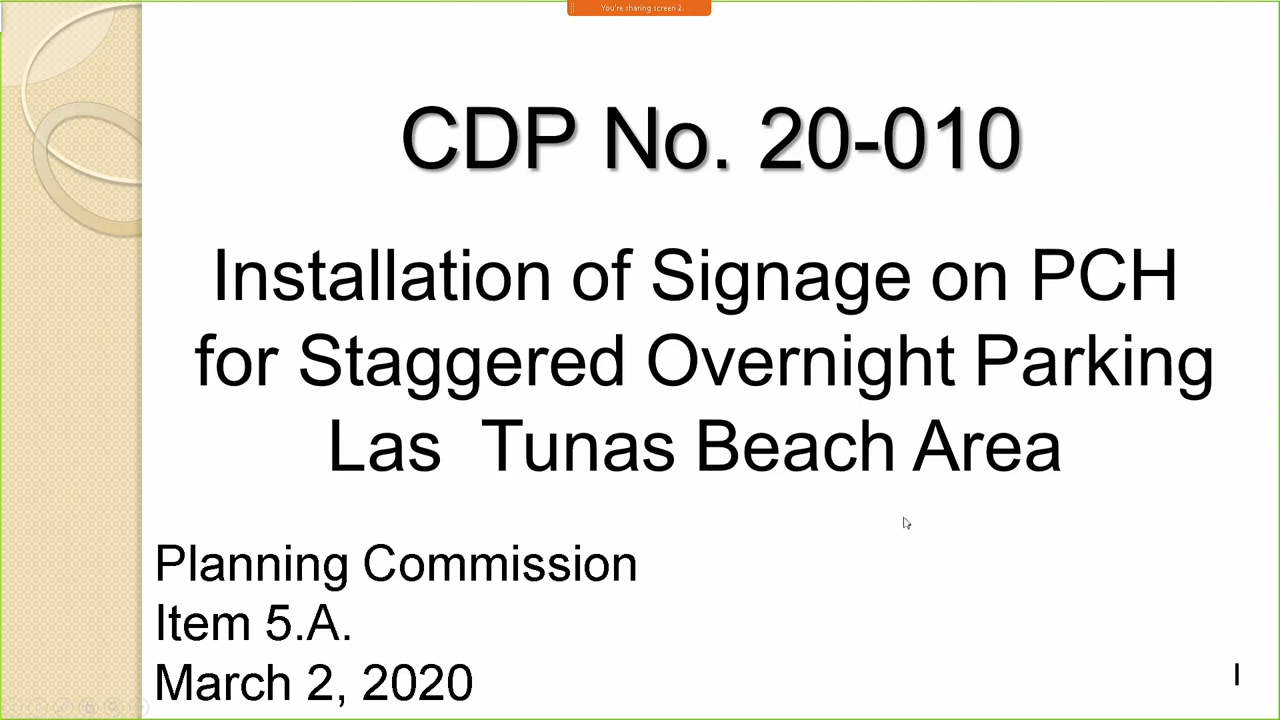 You're sharing screen 2.
CDP No. 20-010
Installation of Signage on PCH
for Staggered Overnight Parking
Las Tunas Beach Area
Planning Commission
Item 5.A.
March 2, 2020
1